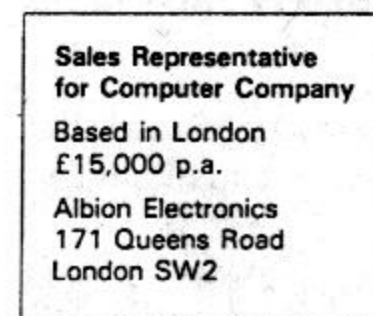 Sales Representative
for Computer Company
Based in London
£15,000 p.a.
Albion Electronics
171 Queens Road
London SW2